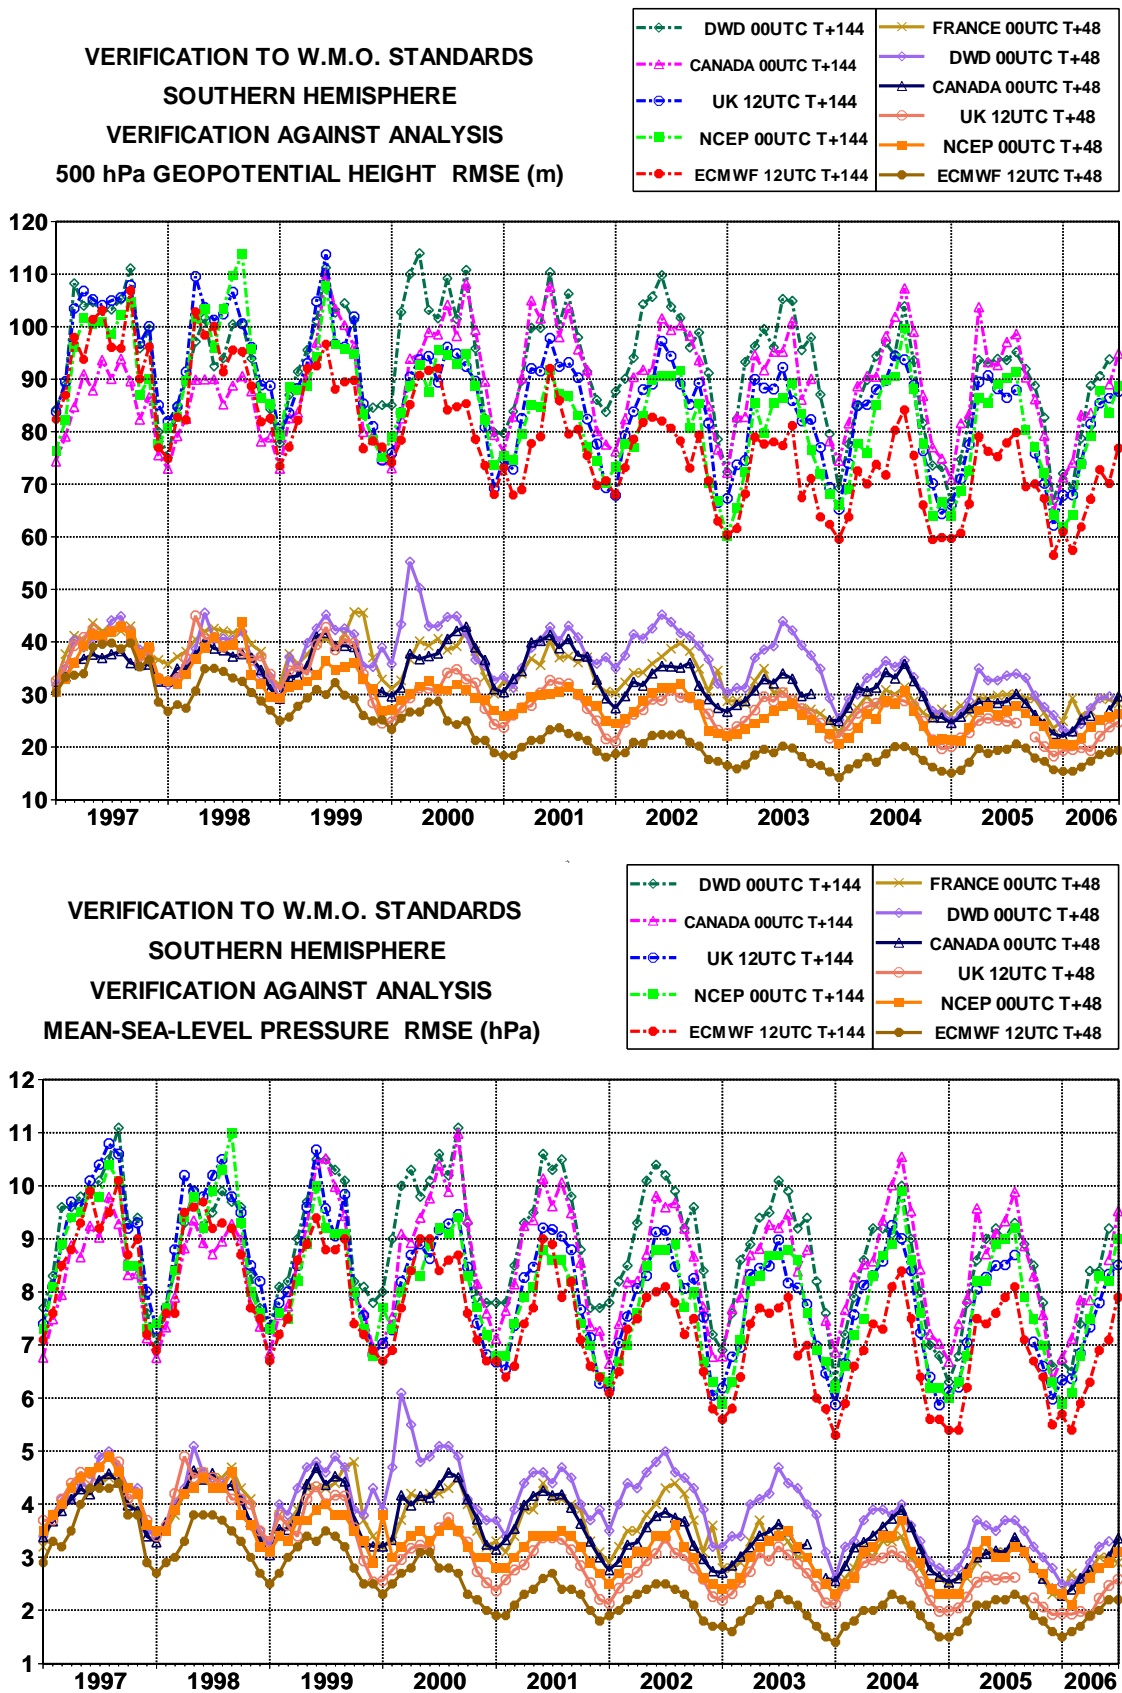 VERIFICATION TO W.M.O. STANDARDS
SOUTHERN HEMISPHERE
VERIFICATION AGAINST ANALYSIS
500 hPa GEOPOTENTIAL HEIGHT RMSE (m)
DWD 00UTC T+144
CANADA 00UTC T+144
UK 12UTC T+144
NCEP 00UTC T+144
ECMWF 12UTC T+144
FRANCE 00UTC T+48
DWD 00UTC T+48
CANADA 00UTC T+48
UK 12UTC T+48
NCEP 00UTC T+48
ECMWF 12UTC T+48
120
110
100
90
80
70
60
50
40
30
20
10
1997 1998 1999 2000 2001 2002 2003 2004 2005 2006
VERIFICATION TO W.M.O. STANDARDS
SOUTHERN HEMISPHERE
VERIFICATION AGAINST ANALYSIS
MEAN-SEA-LEVEL PRESSURE RMSE (hPa)
DWD 00UTC T+144
CANADA 00UTC T+144
UK 12UTC T+144
NCEP 00UTC T+144
ECMWF 12UTC T+144
FRANCE 00UTC T+48
DWD 00UTC T+48
CANADA 00UTC T+48
UK 12UTC T+48
NCEP 00UTC T+48
ECMWF 12UTC T+48
12
11
10
9
8
7
6
5
4
3
2
1
1997 1998 1999 2000 2001 2002 2003 2004 2005 2006